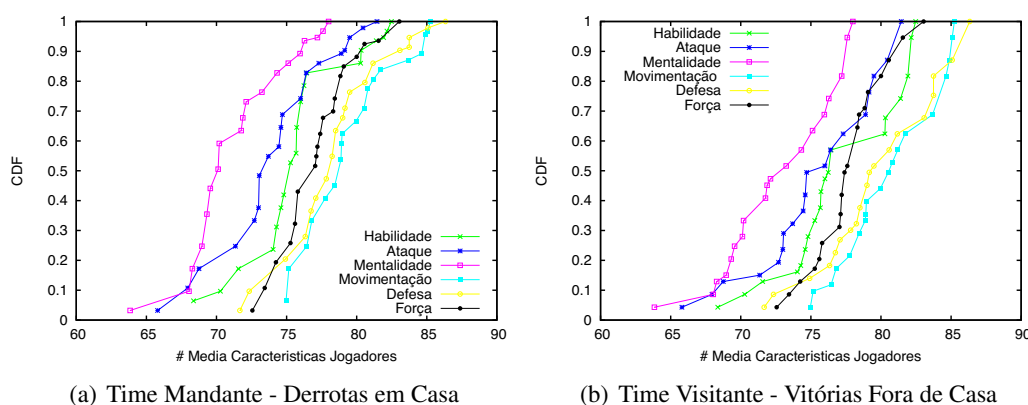 1
0.9
0.8
0.7
0.6
0.5
0.4
0.3
0.2
0.1
0
CDF
60 65 70 75 80 85 90
# Media Caracteristicas Jogadores
Habilidade
Ataque
Mentalidade
Movimentação
Defesa
Força
(a) Time Mandante - Derrotas em Casa
1
0.9
0.8
0.7
0.6
0.5
0.4
0.3
0.2
0.1
0
CDF
60 65 70 75 80 85 90
# Media Caracteristicas Jogadores
Habilidade
Ataque
Mentalidade
Movimentação
Defesa
Força
(b) Time Visitante - Vitórias Fora de Casa